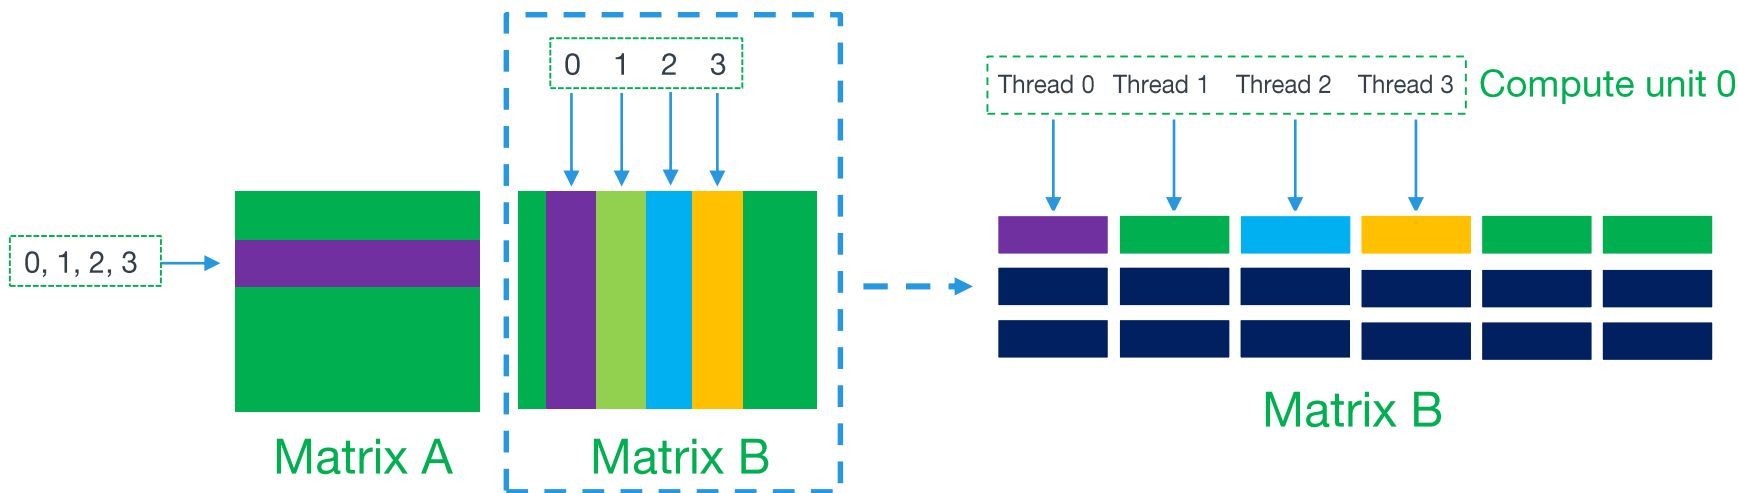 0 1 2 3
Thread 0 Thread 1 Thread 2 Thread 3
Compute unit 0
0, 1, 2, 3
Matrix A
Matrix B
Matrix B